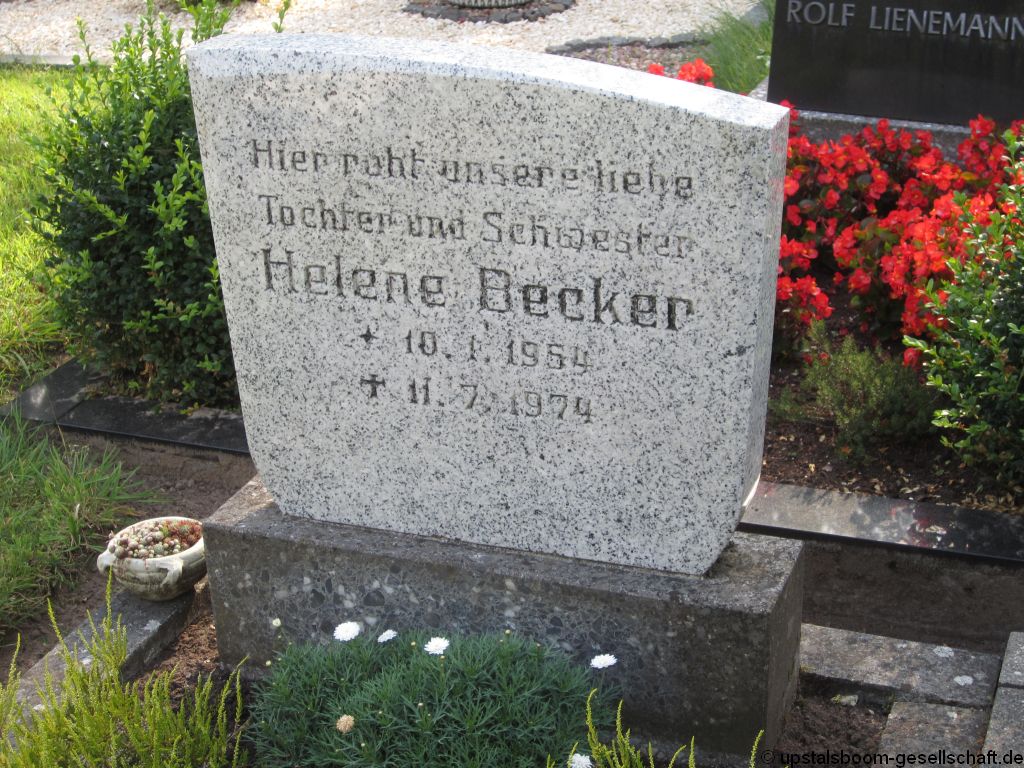 ROLF LIENEMANN
Hier ruht unsere liebe
Tochter und Schwester
Helene Becker
10. 1. 1954
✝ 11. 7. 1974
© upstalsboom-gesellschaft.de